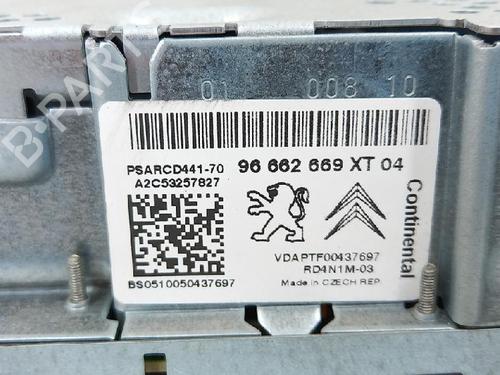 01 008 10
PSARCD441-70
A2C53257827
96 662 669 XT 04
Continental
VDAPTF00437697
RD4N1M-03
Made in CZECH REP.
BS0510050437697
B-PARTS